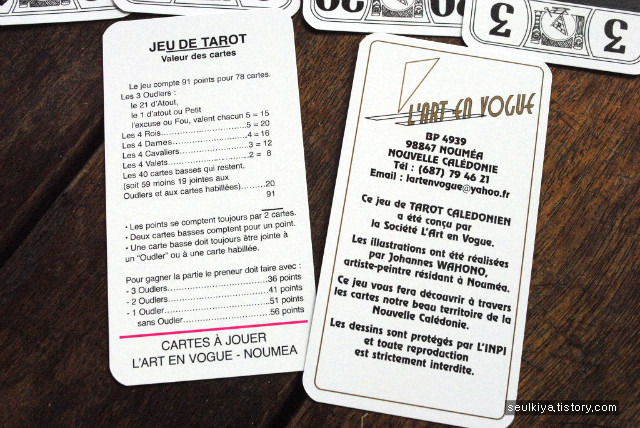 JEU DE TAROT
Valeur des cartes
Le jeu compte 91 points pour 78 cartes.
Les 3 Oudlers :
le 21 d'Atout,
le 1 d'atout ou Petit
l'excuse ou Fou, valent chacun 5 = 15
Les 4 Rois..............................5 = 20
Les 4 Dames..........................4 = 16
Les 4 Cavaliers......................3 = 12
Les 4 Valets...........................2 = 8
Les 40 cartes basses qui restent,
(soit 59 moins 19 jointes aux
Oudlers et aux cartes habillées)........20
91
• Les points se comptent toujours par 2 cartes.
• Deux cartes basses comptent pour un point.
• Une carte basse doit toujours être jointe à
un "Oudler" ou à une carte habillée.
Pour gagner la partie le preneur doit faire avec :
- 3 Oudlers..............................36 points
- 2 Oudlers..............................41 points
- 1 Oudler................................51 points
sans Oudler..........................56 points
CARTES À JOUER
L'ART EN VOGUE - NOUMEA
L'ART EN VOGUE
BP 4939
98847 NOUMÉA
NOUVELLE CALÉDONIE
Tél : (687) 79 46 21
Email : lartenvogue@yahoo.fr
Ce jeu de TAROT CALEDONIEN
a été conçu par
la Société L'Art en Vogue.
Les illustrations ont été réalisées
par Johannes WAHONO,
artiste-peintre résidant à Nouméa.
Ce jeu vous fera découvrir à travers
les cartes notre beau territoire de la
Nouvelle Calédonie.
Les dessins sont protégés par L'INPI
et toute reproduction
est strictement interdite.
20
20
3
3
seulkiya.tistory.com